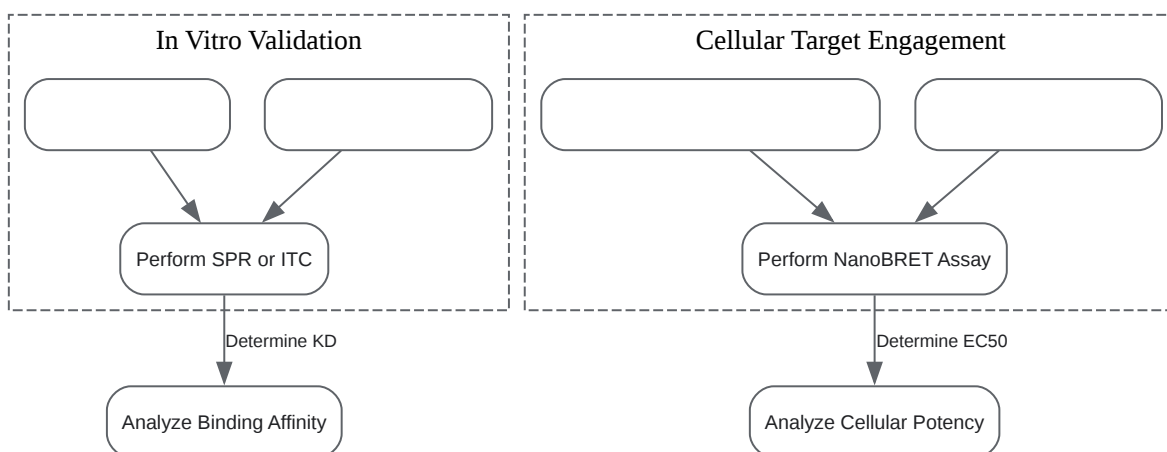 In Vitro Validation
Cellular Target Engagement
Perform SPR or ITC
Perform NanoBRET Assay
Determine KD
Determine EC50
Analyze Binding Affinity
Analyze Cellular Potency